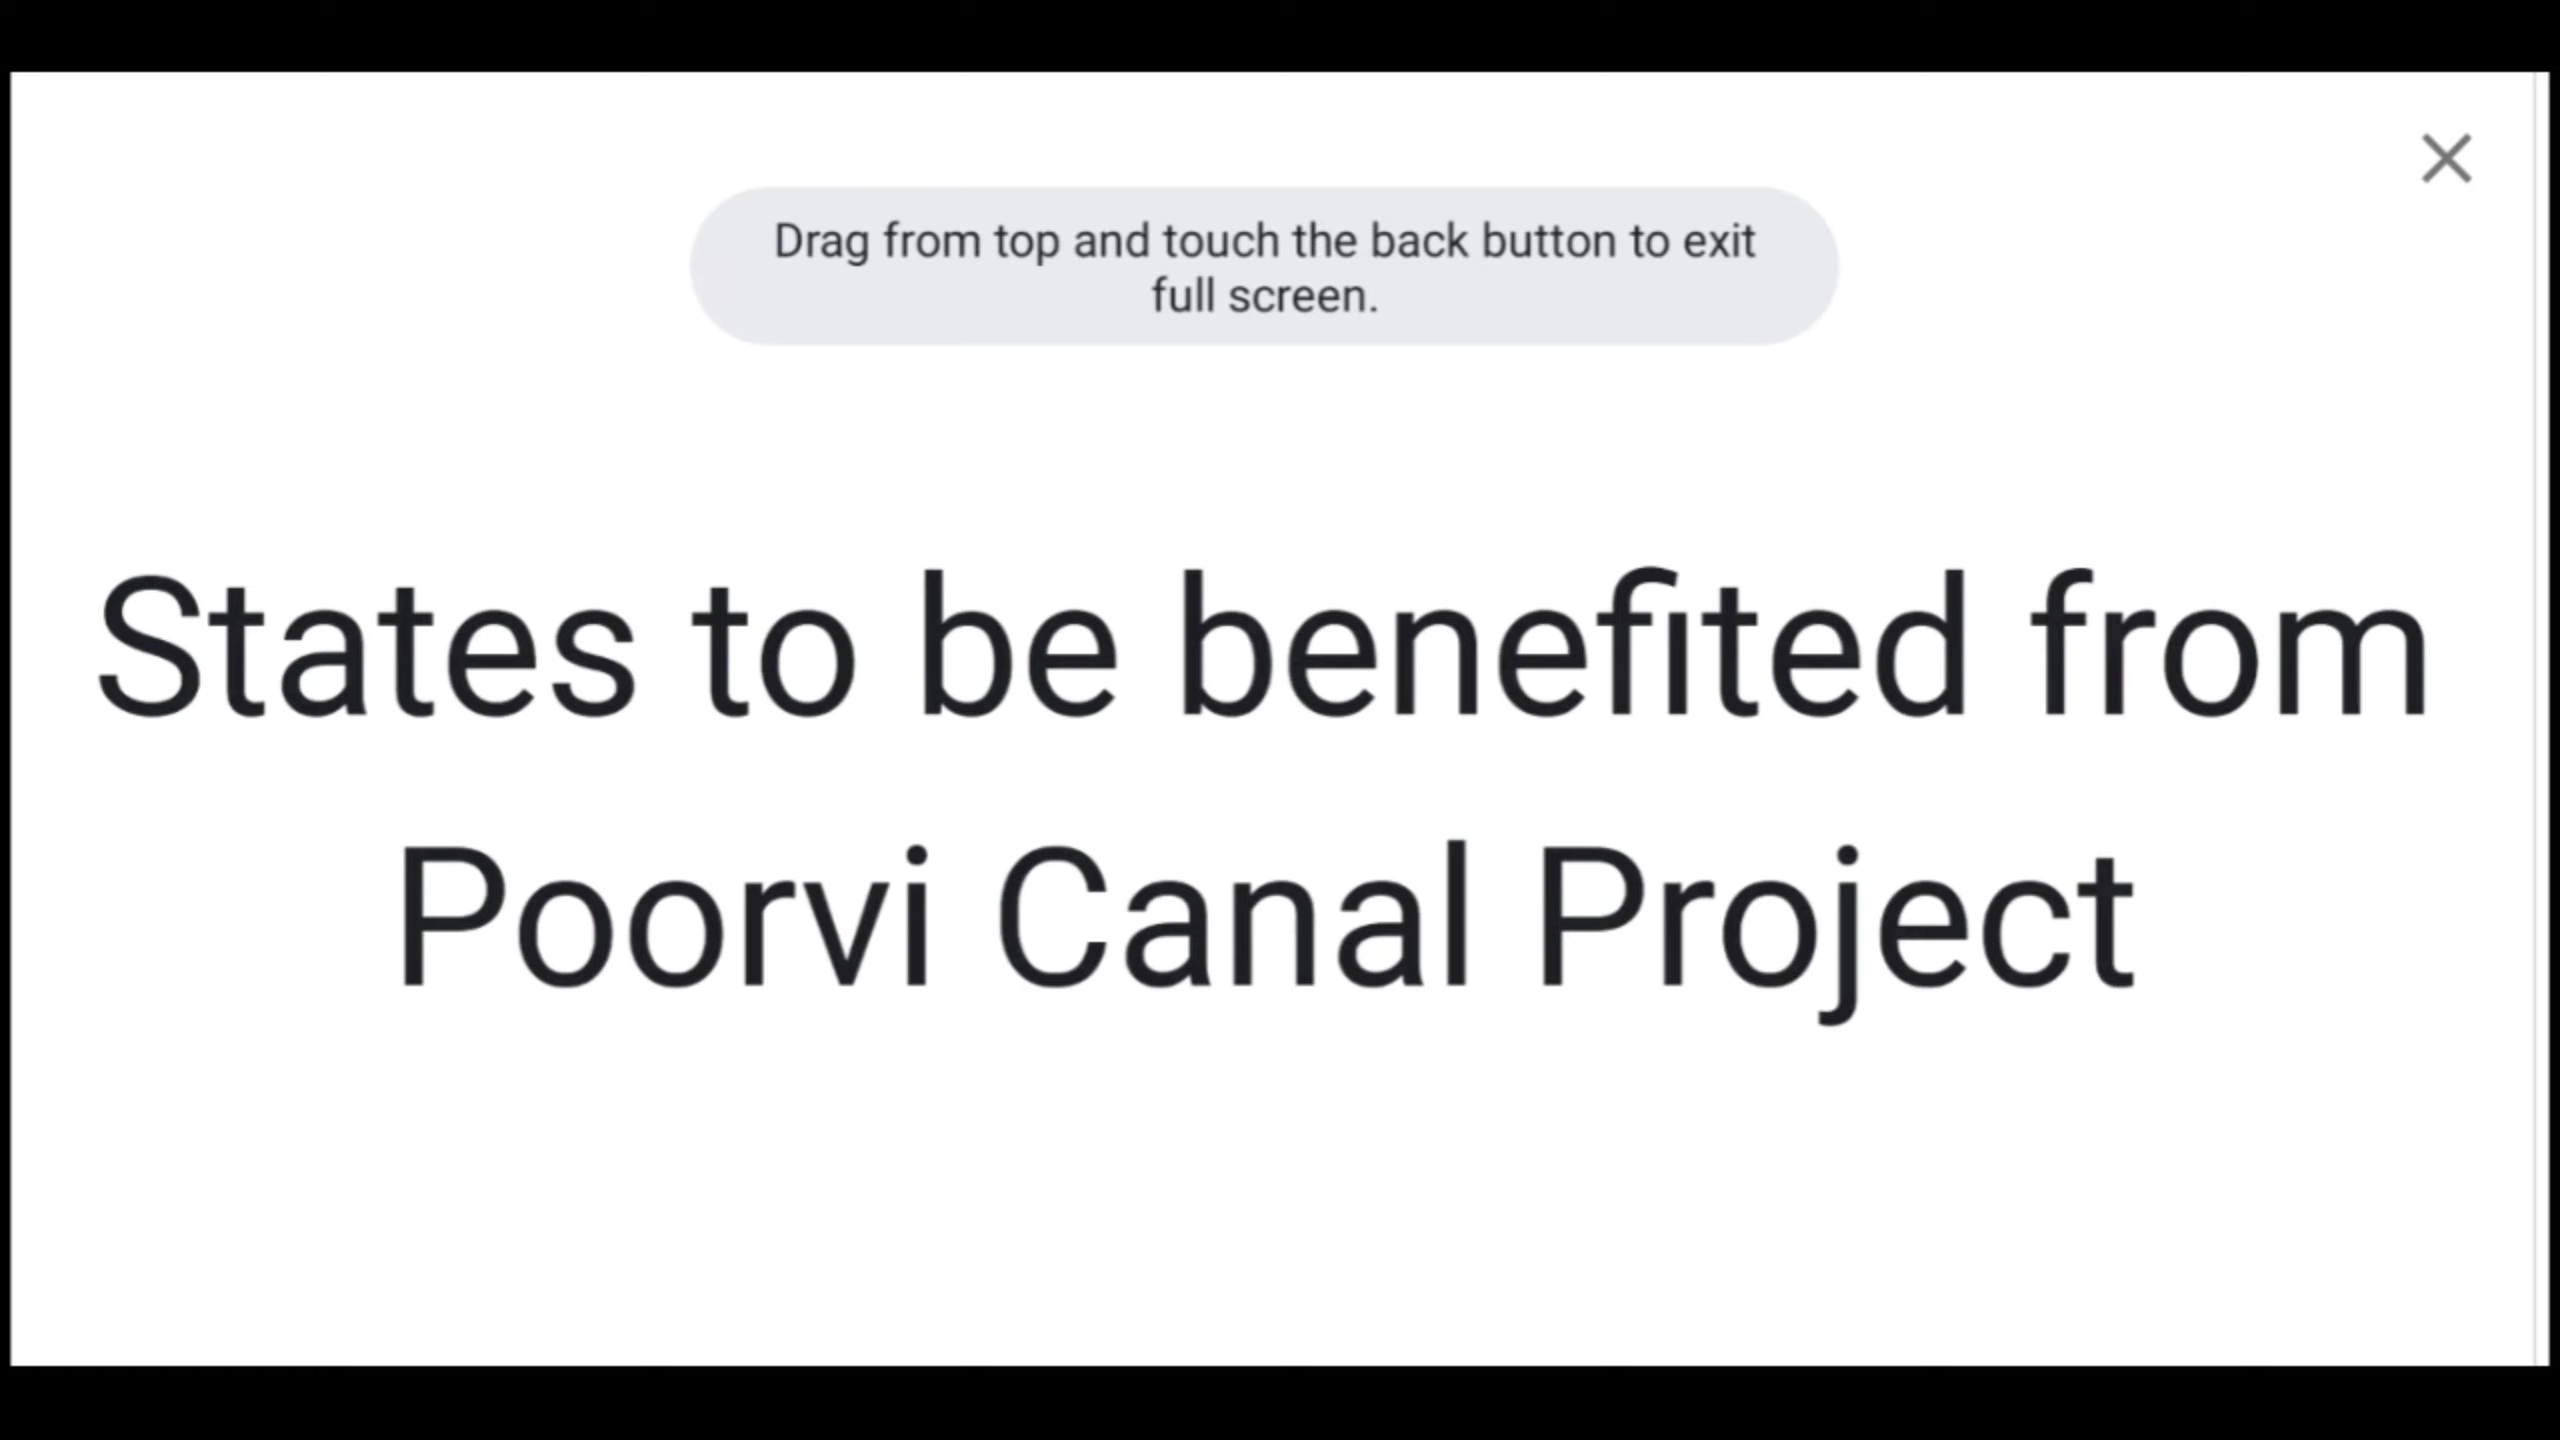 Drag from top and touch the back button to exit
full screen.
States to be benefited from
Poorvi Canal Project